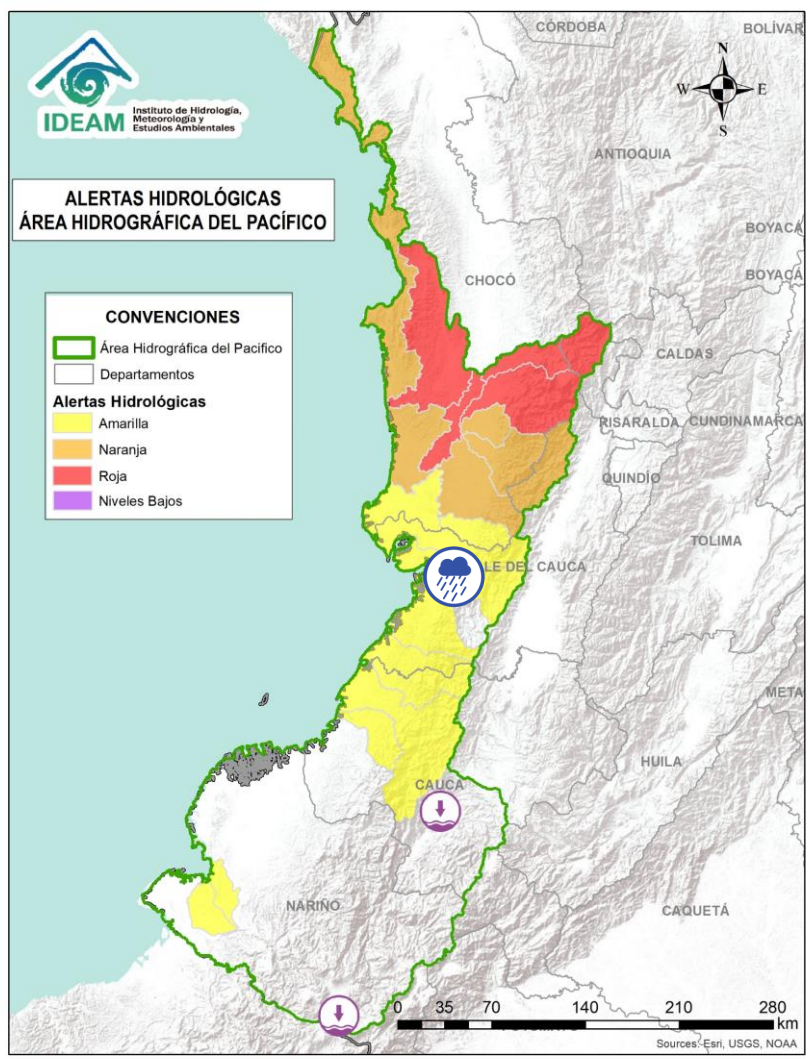 IDEAM
Instituto de Hidrología,
Meteorología y
Estudios Ambientales
CÓRDOBA
BOLÍVAR
N
W
E
S
ANTIOQUIA
ALERTAS HIDROLÓGICAS
ÁREA HIDROGRÁFICA DEL PACÍFICO
BOYACÁ
BOYACÁ
CHOCÓ
CONVENCIONES
Área Hidrográfica del Pacifico
Departamentos
Alertas Hidrológicas
Amarilla
Naranja
Roja
Niveles Bajos
CALDAS
RISARALDA
CUNDINAMARCA
QUINDÍO
TOLIMA
LE DEL CAUCA
META
HUILA
CAUCA
NARIÑO
CAQUETÁ
0 35 70 140 210 280
km
Sources: Esri, USGS, NOAA